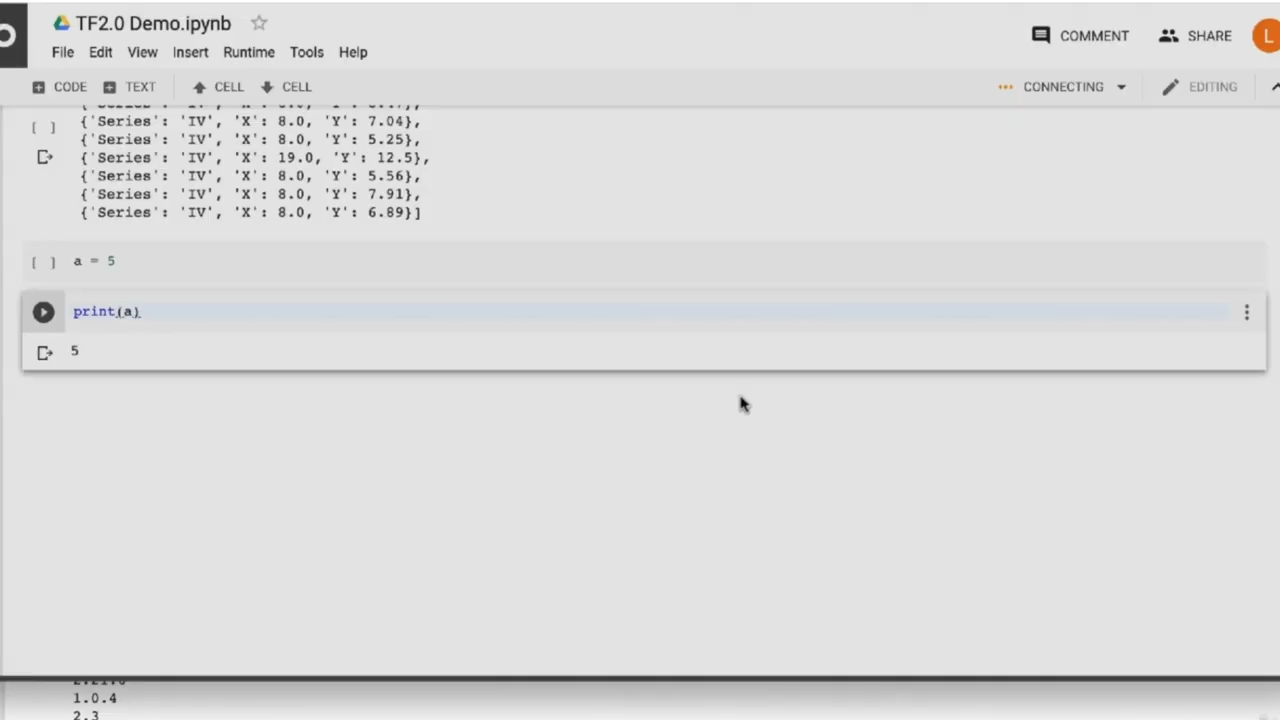 TF2.0 Demo.ipynb
COMMENT
SHARE
L
File Edit View Insert Runtime Tools Help
CODE TEXT CELL CELL
CONNECTING
EDITING
[ ]
{'Series': 'IV', 'X': 8.0, 'Y': 7.04},
{'Series': 'IV', 'X': 8.0, 'Y': 5.25},
{'Series': 'IV', 'X': 19.0, 'Y': 12.5},
{'Series': 'IV', 'X': 8.0, 'Y': 5.56},
{'Series': 'IV', 'X': 8.0, 'Y': 7.91},
{'Series': 'IV', 'X': 8.0, 'Y': 6.89}]
[ ] a = 5
print(a)
5
1.0.4
2.3